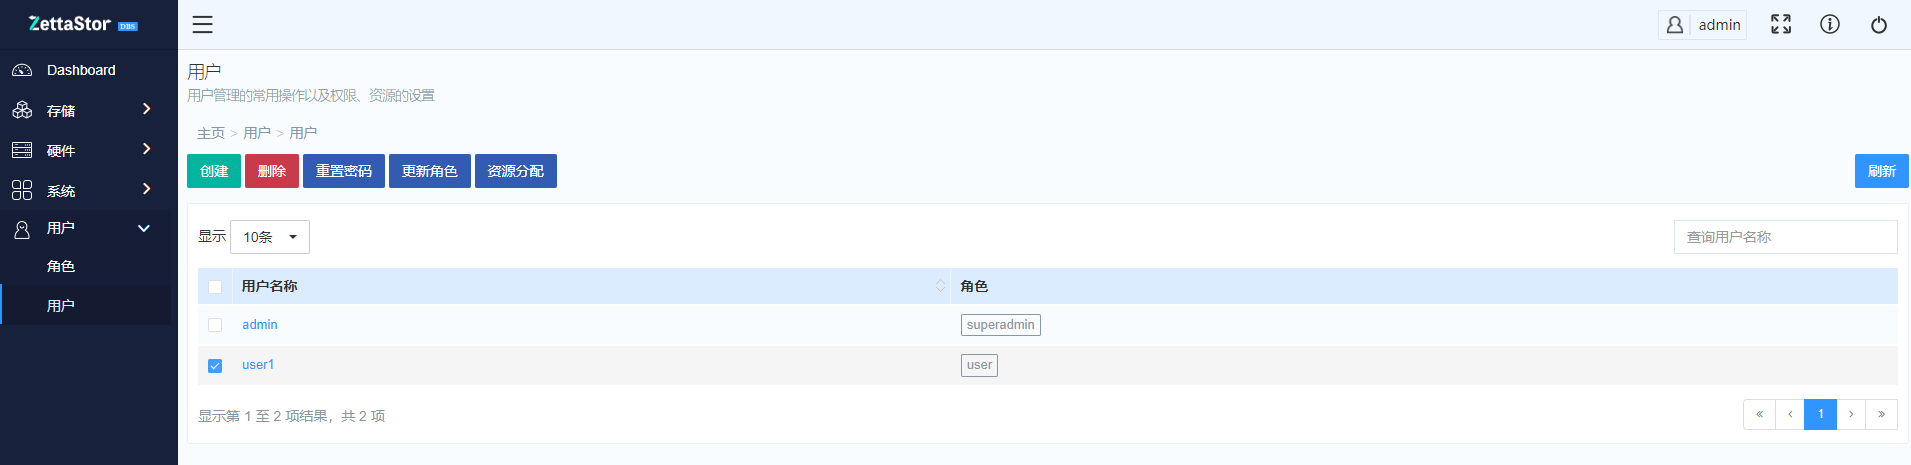 ZettaStor DBS
admin
Dashboard
存储
硬件
系统
用户
角色
用户
用户
用户管理的常用操作以及权限、资源的设置
主页 > 用户 > 用户
创建 删除 重置密码 更新角色 资源分配 刷新
显示 10条 查询用户名称
用户名称 角色
admin superadmin
user1 user
显示第 1 至 2 项结果，共 2 项
« ‹ 1 › »